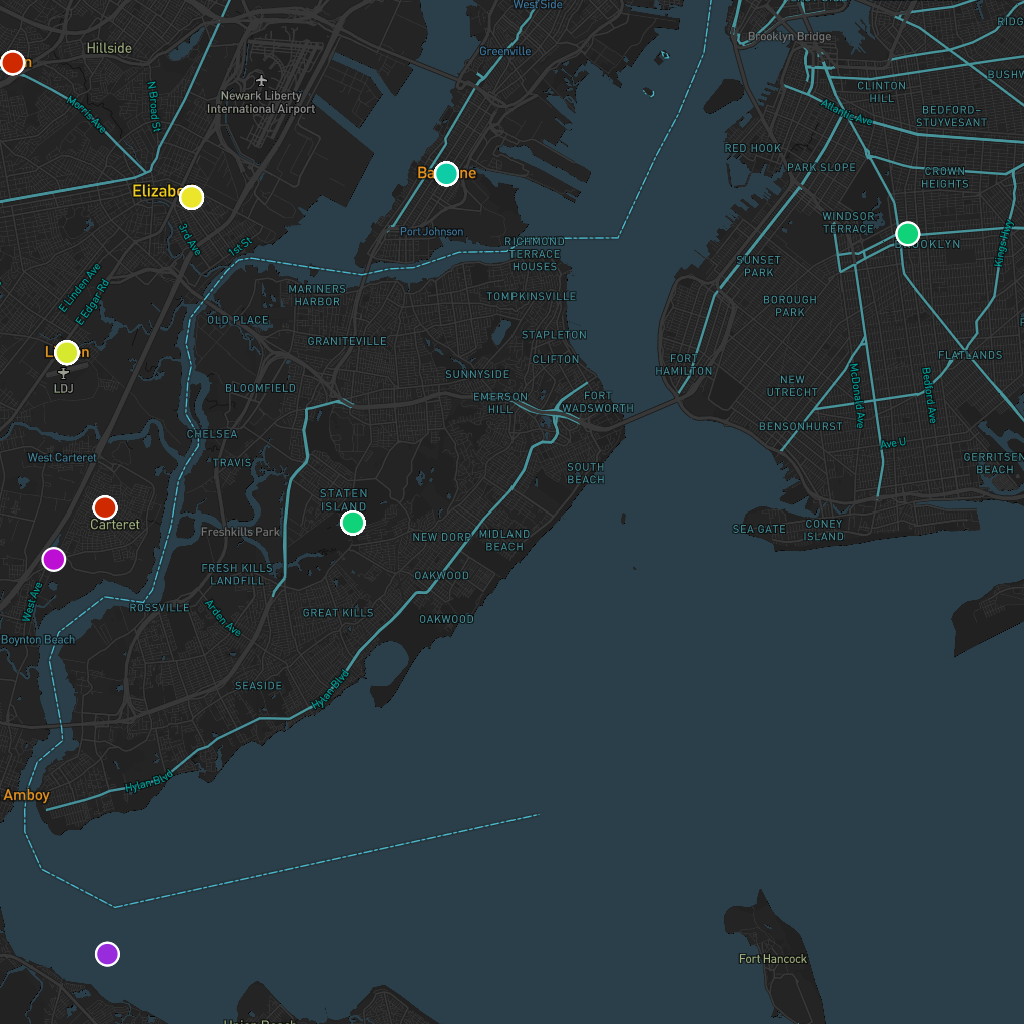 West Side
Hillside
Greenville
Brooklyn Bridge
Newark Liberty
International Airport
N Broad St
Morris Ave
CLINTON
HILL
Atlantic Ave
BEDFORD-
STUYVESANT
RED HOOK
PARK SLOPE
CROWN
HEIGHTS
Port Johnson
3rd Ave
1st St
RICHMOND
TERRACE
HOUSES
WINDSOR
TERRACE
BROOKLYN
Kings Hwy
SUNSET
PARK
E Linden Ave
E Edgar Rd
MARINERS
HARBOR
TOMPKINSVILLE
BOROUGH
PARK
OLD PLACE
GRANITEVILLE
STAPLETON
CLIFTON
FORT
HAMILTON
FLATLANDS
LDJ
BLOOMFIELD
SUNNYSIDE
EMERSON
HILL
FORT
WADSWORTH
NEW
UTRECHT
McDonald Ave
Bedford Ave
CHELSEA
BENSONHURST
Ave U
West Carteret
TRAVIS
SOUTH
BEACH
GERRITSEN
BEACH
STATEN
ISLAND
Carteret
Freshkills Park
NEW DORP
MIDLAND
BEACH
SEA GATE
CONEY
ISLAND
FRESH KILLS
LANDFILL
OAKWOOD
West Ave
ROSSVILLE
Arden Ave
GREAT KILLS
OAKWOOD
Boynton Beach
SEASIDE
Hylan Blvd
Hylan Blvd
Amboy
Fort Hancock